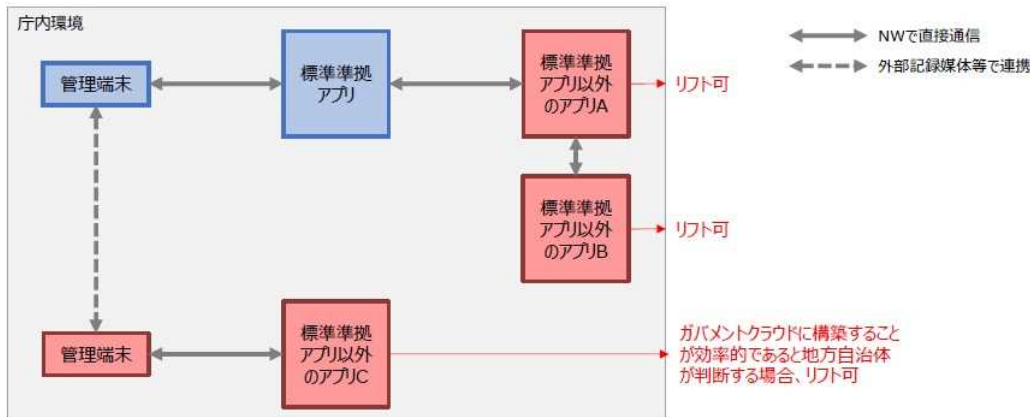 庁内環境
管理端末
標準準拠
アプリ
標準準拠
アプリ以外
のアプリA
リフト可
NWで直接通信
外部記録媒体等で連携
標準準拠
アプリ以外
のアプリB
リフト可
管理端末
標準準拠
アプリ以外
のアプリC
ガバメントクラウドに構築すること
が効率的であると地方自治体
が判断する場合、リフト可